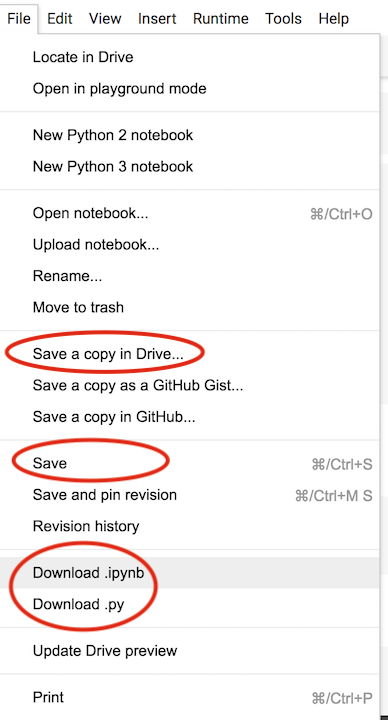 File Edit View Insert Runtime Tools Help
Locate in Drive
Open in playground mode
New Python 2 notebook
New Python 3 notebook
Open notebook... ⌘/Ctrl+O
Upload notebook...
Rename...
Move to trash
Save a copy in Drive...
Save a copy as a GitHub Gist...
Save a copy in GitHub...
Save ⌘/Ctrl+S
Save and pin revision ⌘/Ctrl+M S
Revision history
Download .ipynb
Download .py
Update Drive preview
Print ⌘/Ctrl+P